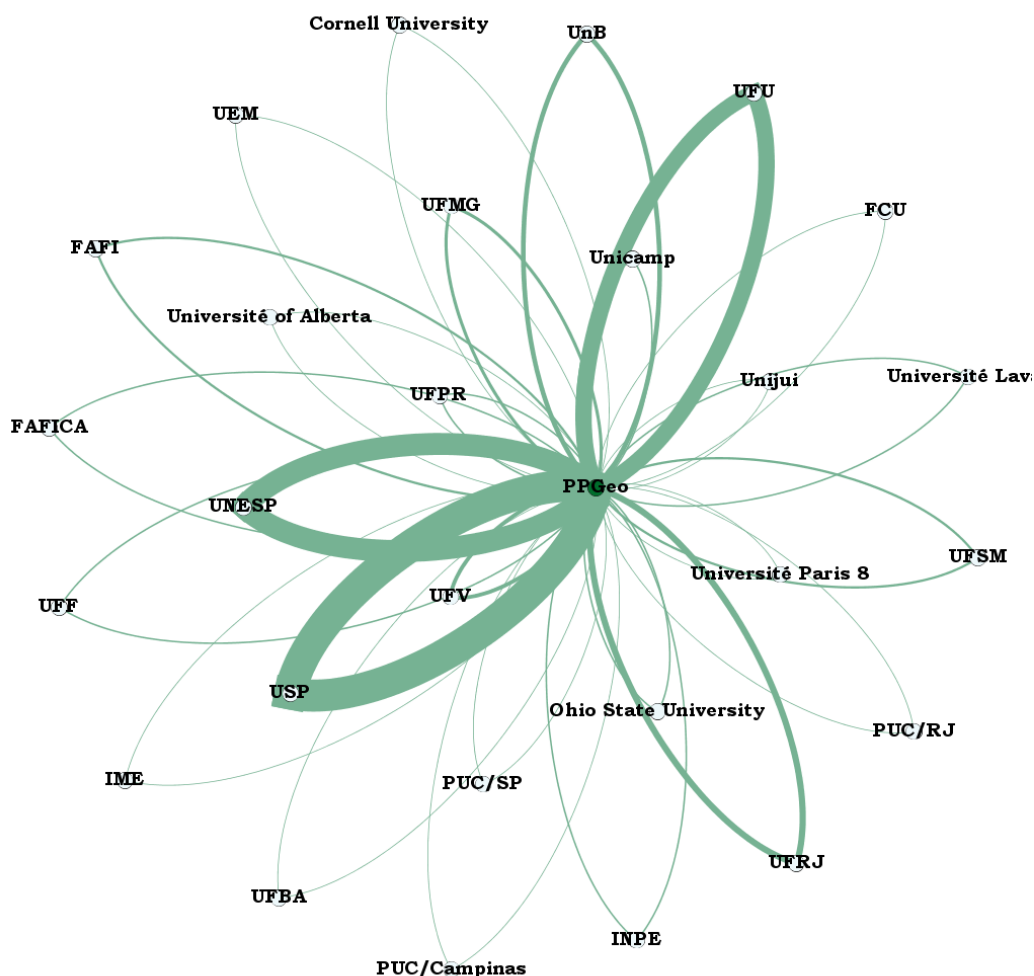 Cornell University
UnB
UFU
UEM
UFMG
FCU
FAFI
Unicamp
Université of Alberta
Unijui
Université Lava
UFPR
FAFICA
PPGeo
UNESP
UFSM
Université Paris 8
UFF
UFV
USP
Ohio State University
PUC/RJ
IME
PUC/SP
UFRJ
UFBA
INPE
PUC/Campinas